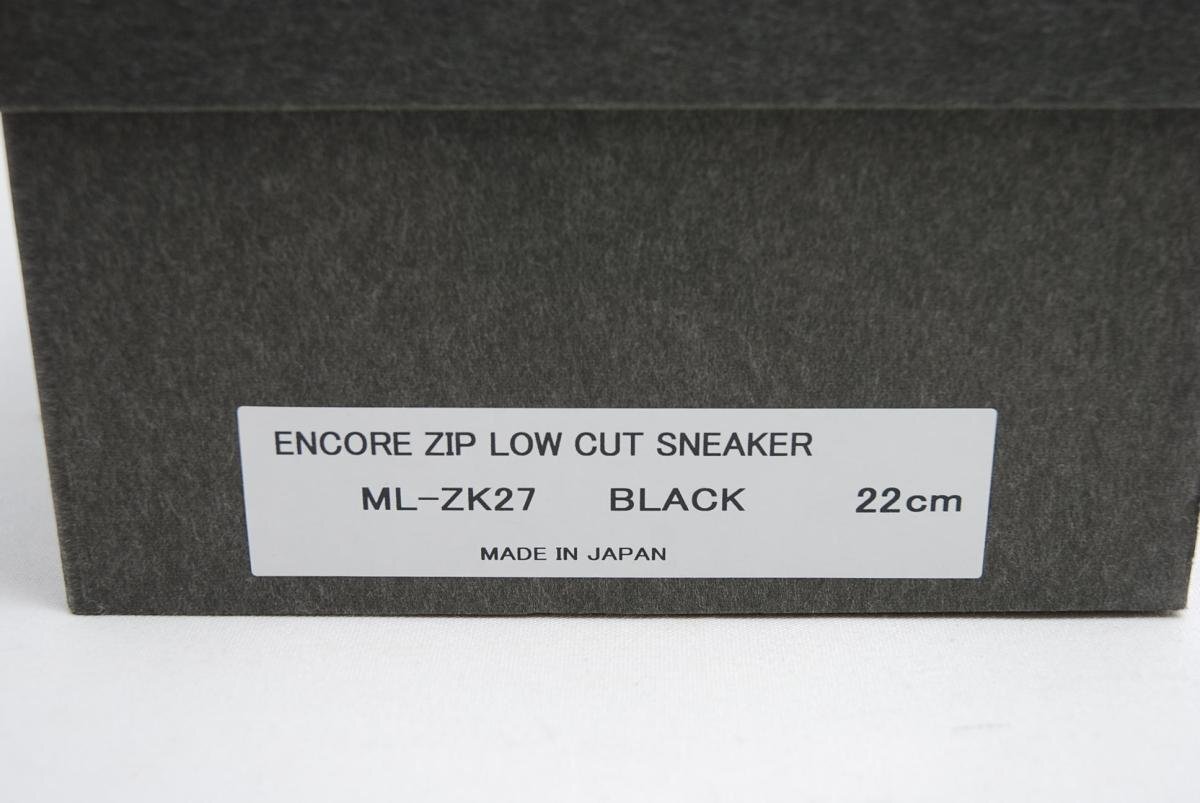 ENCORE ZIP LOW CUT SNEAKER
ML-ZK27 BLACK 22cm
MADE IN JAPAN